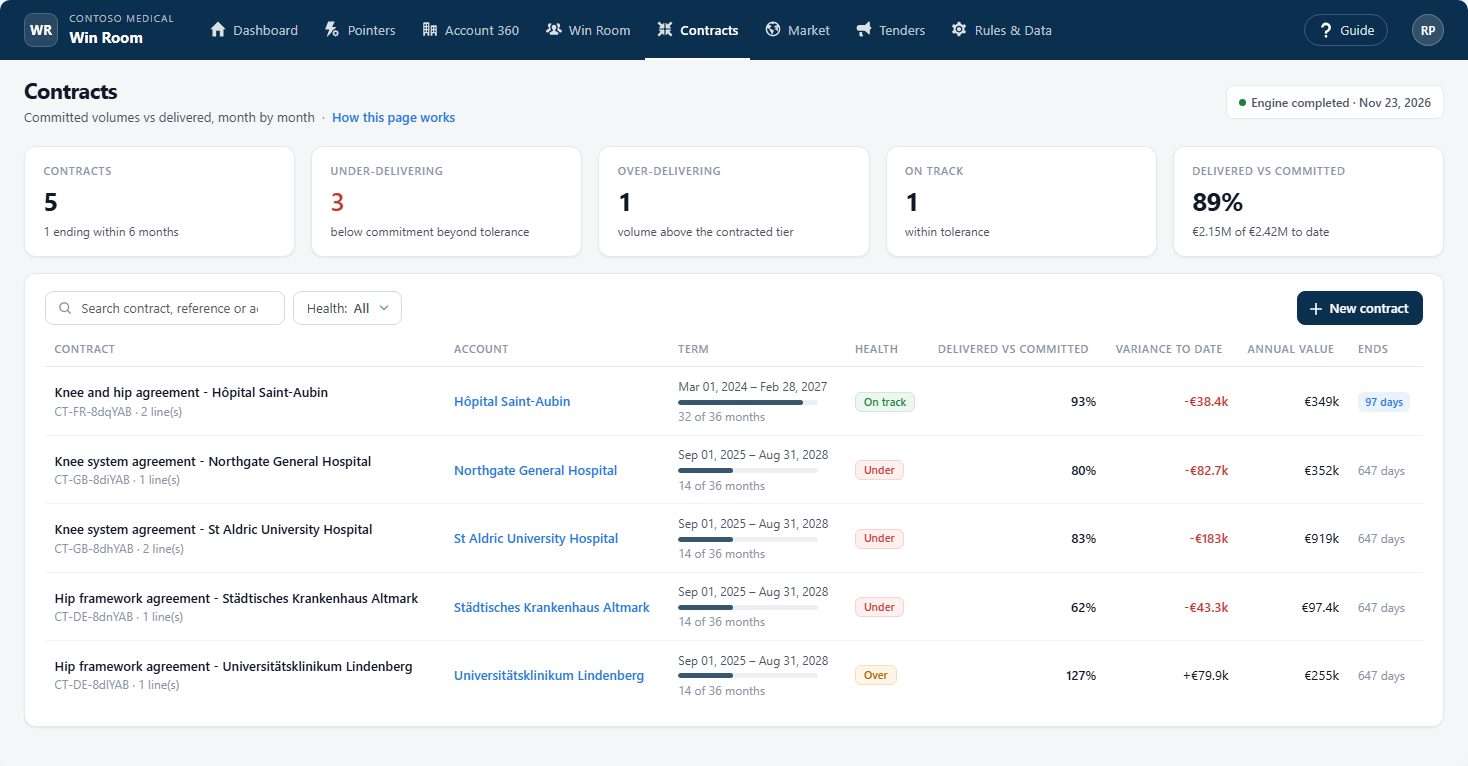 WR
CONTOSO MEDICAL
Win Room
Dashboard
Pointers
Account 360
Win Room
Contracts
Market
Tenders
Rules & Data
? Guide
RP
Contracts
Committed volumes vs delivered, month by month · How this page works
Engine completed · Nov 23, 2026
CONTRACTS
5
1 ending within 6 months
UNDER-DELIVERING
3
below commitment beyond tolerance
OVER-DELIVERING
1
volume above the contracted tier
ON TRACK
1
within tolerance
DELIVERED VS COMMITTED
89%
€2.15M of €2.42M to date
Search contract, reference or a
Health: All
+ New contract
CONTRACT ACCOUNT TERM HEALTH DELIVERED VS COMMITTED VARIANCE TO DATE ANNUAL VALUE ENDS
Knee and hip agreement - Hôpital Saint-Aubin
CT-FR-8dqYAB · 2 line(s)
Hôpital Saint-Aubin
Mar 01, 2024 – Feb 28, 2027
32 of 36 months
On track
93%
-€38.4k
€349k
97 days
Knee system agreement - Northgate General Hospital
CT-GB-8diYAB · 1 line(s)
Northgate General Hospital
Sep 01, 2025 – Aug 31, 2028
14 of 36 months
Under
80%
-€82.7k
€352k
647 days
Knee system agreement - St Aldric University Hospital
CT-GB-8dhYAB · 2 line(s)
St Aldric University Hospital
Sep 01, 2025 – Aug 31, 2028
14 of 36 months
Under
83%
-€183k
€919k
647 days
Hip framework agreement - Städtisches Krankenhaus Altmark
CT-DE-8dnYAB · 1 line(s)
Städtisches Krankenhaus Altmark
Sep 01, 2025 – Aug 31, 2028
14 of 36 months
Under
62%
-€43.3k
€97.4k
647 days
Hip framework agreement - Universitätsklinikum Lindenberg
CT-DE-8dlYAB · 1 line(s)
Universitätsklinikum Lindenberg
Sep 01, 2025 – Aug 31, 2028
14 of 36 months
Over
127%
+€79.9k
€255k
647 days